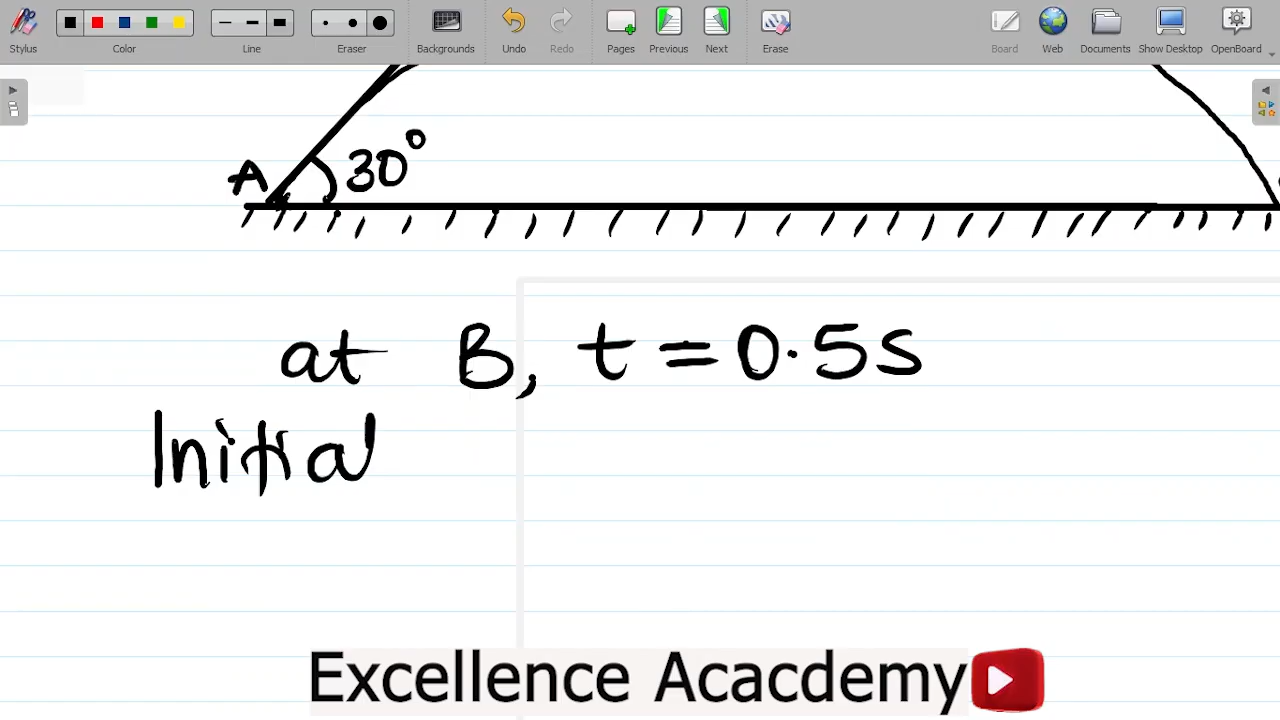 Stylus
Color
Line
Eraser
Backgrounds
Undo
Redo
Pages
Previous
Next
Erase
Board
Web
Documents
Show Desktop
OpenBoard
A 30°
at B, t = 0.5s
Initial
Excellence Acacdemy